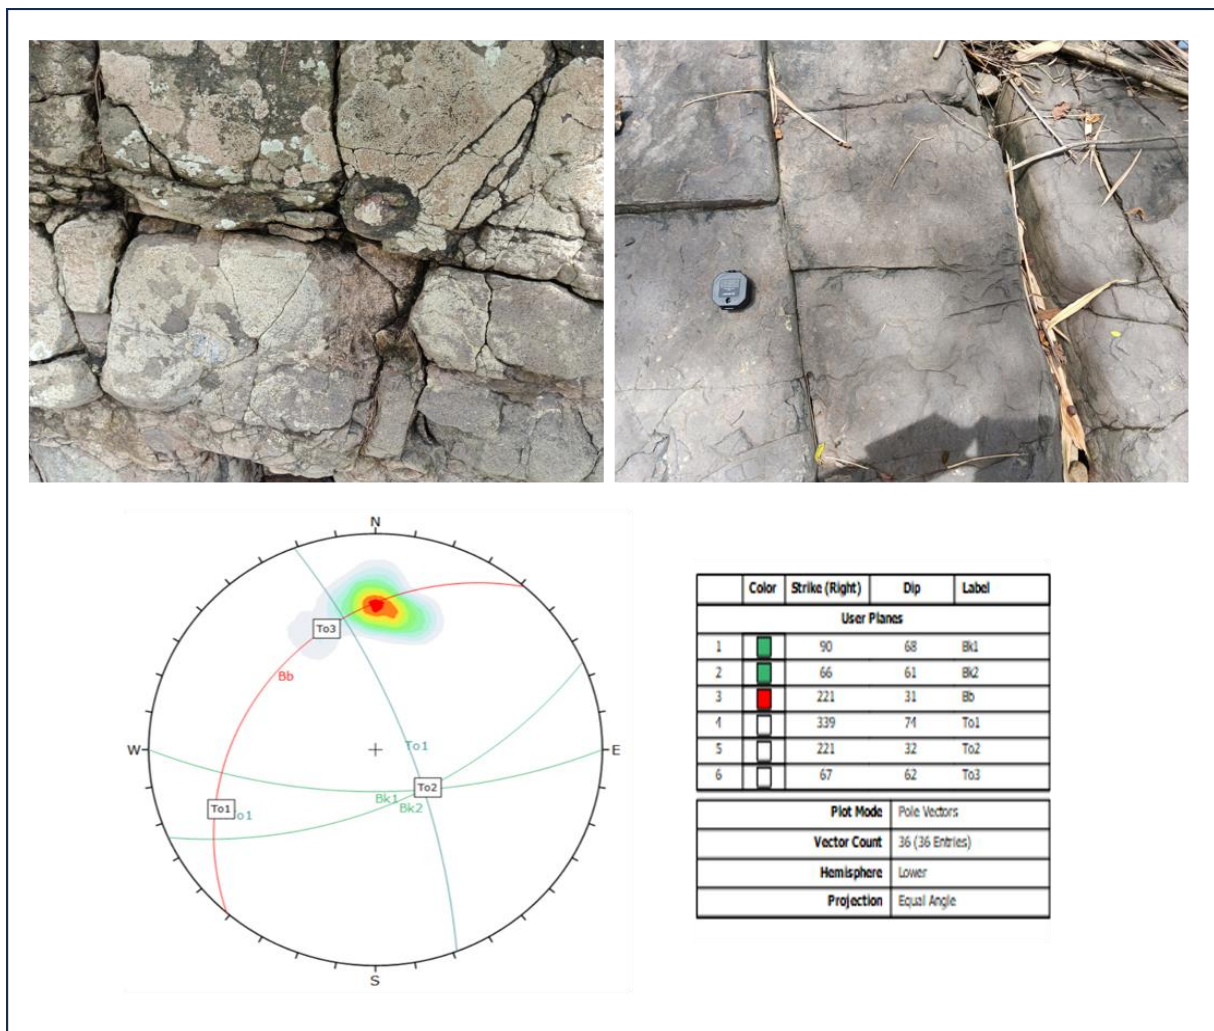 N
To3
Bb
W
To1
E
To2
Bk1
Bk2
To1
o1
S
Color Strike (Right) Dip Label
User Planes
1 90 68 Bk1
2 66 61 Bk2
3 221 31 Bb
4 339 74 To1
5 221 32 To2
6 67 62 To3
Plot Mode Pole Vectors
Vector Count 36 (36 Entries)
Hemisphere Lower
Projection Equal Angle